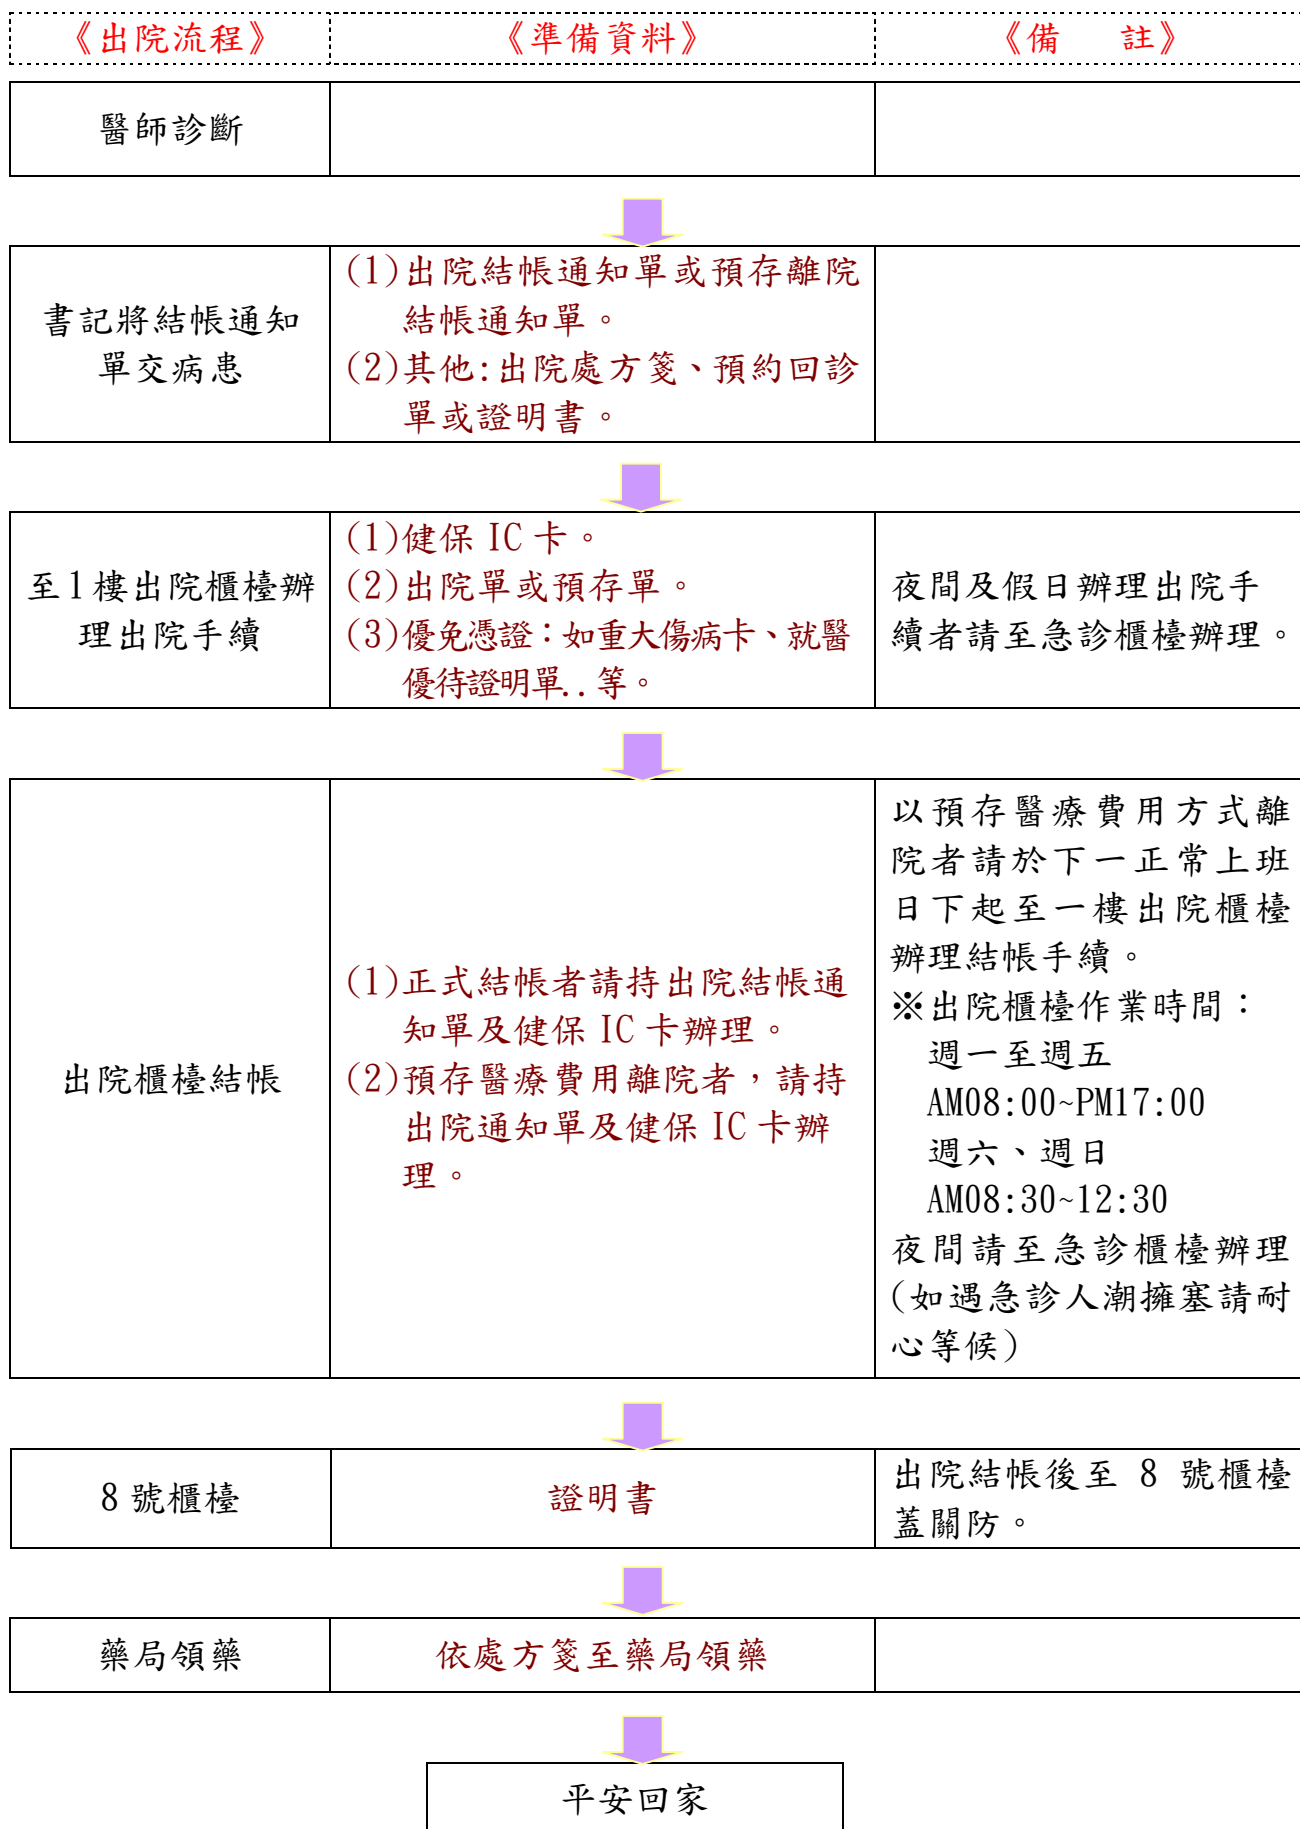 《出院流程》
《準備資料》
《備　註》
醫師診斷
書記將結帳通知
單交病患
(1)出院結帳通知單或預存離院
結帳通知單。
(2)其他:出院處方箋、預約回診
單或證明書。
至1樓出院櫃檯辦
理出院手續
(1)健保 IC 卡。
(2)出院單或預存單。
(3)優免憑證：如重大傷病卡、就醫
優待證明單..等。
夜間及假日辦理出院手
續者請至急診櫃檯辦理。
出院櫃檯結帳
(1)正式結帳者請持出院結帳通
知單及健保 IC 卡辦理。
(2)預存醫療費用離院者，請持
出院通知單及健保 IC 卡辦
理。
以預存醫療費用方式離
院者請於下一正常上班
日下起至一樓出院櫃檯
辦理結帳手續。
※出院櫃檯作業時間：
週一至週五
AM08:00~PM17:00
週六、週日
AM08:30~12:30
夜間請至急診櫃檯辦理
(如遇急診人潮擁塞請耐
心等候)
8 號櫃檯
證明書
出院結帳後至 8 號櫃檯
蓋關防。
藥局領藥
依處方箋至藥局領藥
平安回家